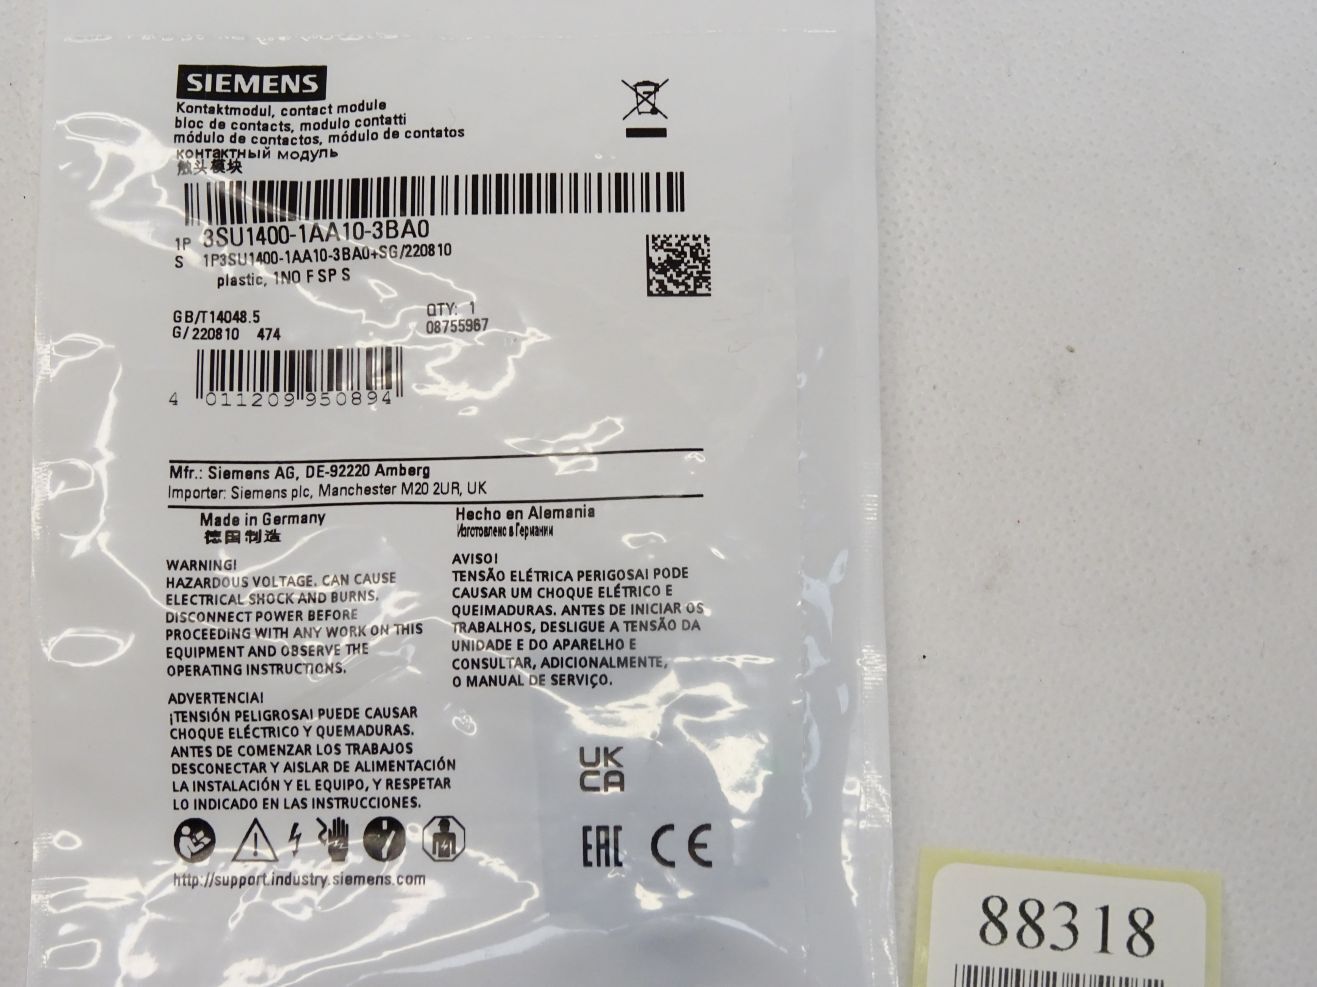 SIEMENS
Kontaktmodul, contact module
bloc de contacts, modulo contatti
módulo de contactos, módulo de contatos
контактный модуль
触头模块
1P 3SU1400-1AA10-3BA0
S 1P3SU1400-1AA10-3BA0+SG/220810
plastic, 1NO F SP S
GB/T14048.5
G/220810 474
QTY: 1
08755967
4 011209 950894
Mfr.: Siemens AG, DE-92220 Amberg
Importer: Siemens plc, Manchester M20 2UR, UK
Made in Germany
德国制造
Hecho en Alemania
Изготовлено в Германии
WARNING!
HAZARDOUS VOLTAGE. CAN CAUSE
ELECTRICAL SHOCK AND BURNS.
DISCONNECT POWER BEFORE
PROCEEDING WITH ANY WORK ON THIS
EQUIPMENT AND OBSERVE THE
OPERATING INSTRUCTIONS.
AVISO!
TENSÃO ELÉTRICA PERIGOSA! PODE
CAUSAR UM CHOQUE ELÉTRICO E
QUEIMADURAS. ANTES DE INICIAR OS
TRABALHOS, DESLIGUE A TENSÃO DA
UNIDADE E DO APARELHO E
CONSULTAR, ADICIONALMENTE,
O MANUAL DE SERVIÇO.
ADVERTENCIA!
¡TENSIÓN PELIGROSA! PUEDE CAUSAR
CHOQUE ELÉCTRICO Y QUEMADURAS.
ANTES DE COMENZAR LOS TRABAJOS
DESCONECTAR Y AISLAR DE ALIMENTACIÓN
LA INSTALACIÓN Y EL EQUIPO, Y RESPETAR
LO INDICADO EN LAS INSTRUCCIONES.
UK
CA
EAC CE
http://support.industry.siemens.com
88318